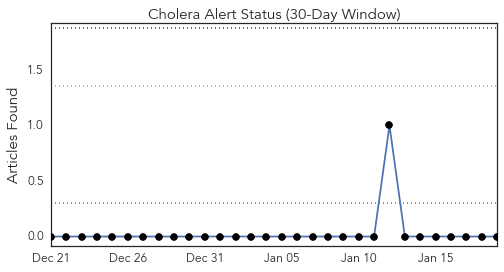 Cholera Alert Status (30-Day Window)
Articles Found
1.5
1.0
0.5
0.0
Dec 21 Dec 26 Dec 31 Jan 05 Jan 10 Jan 15